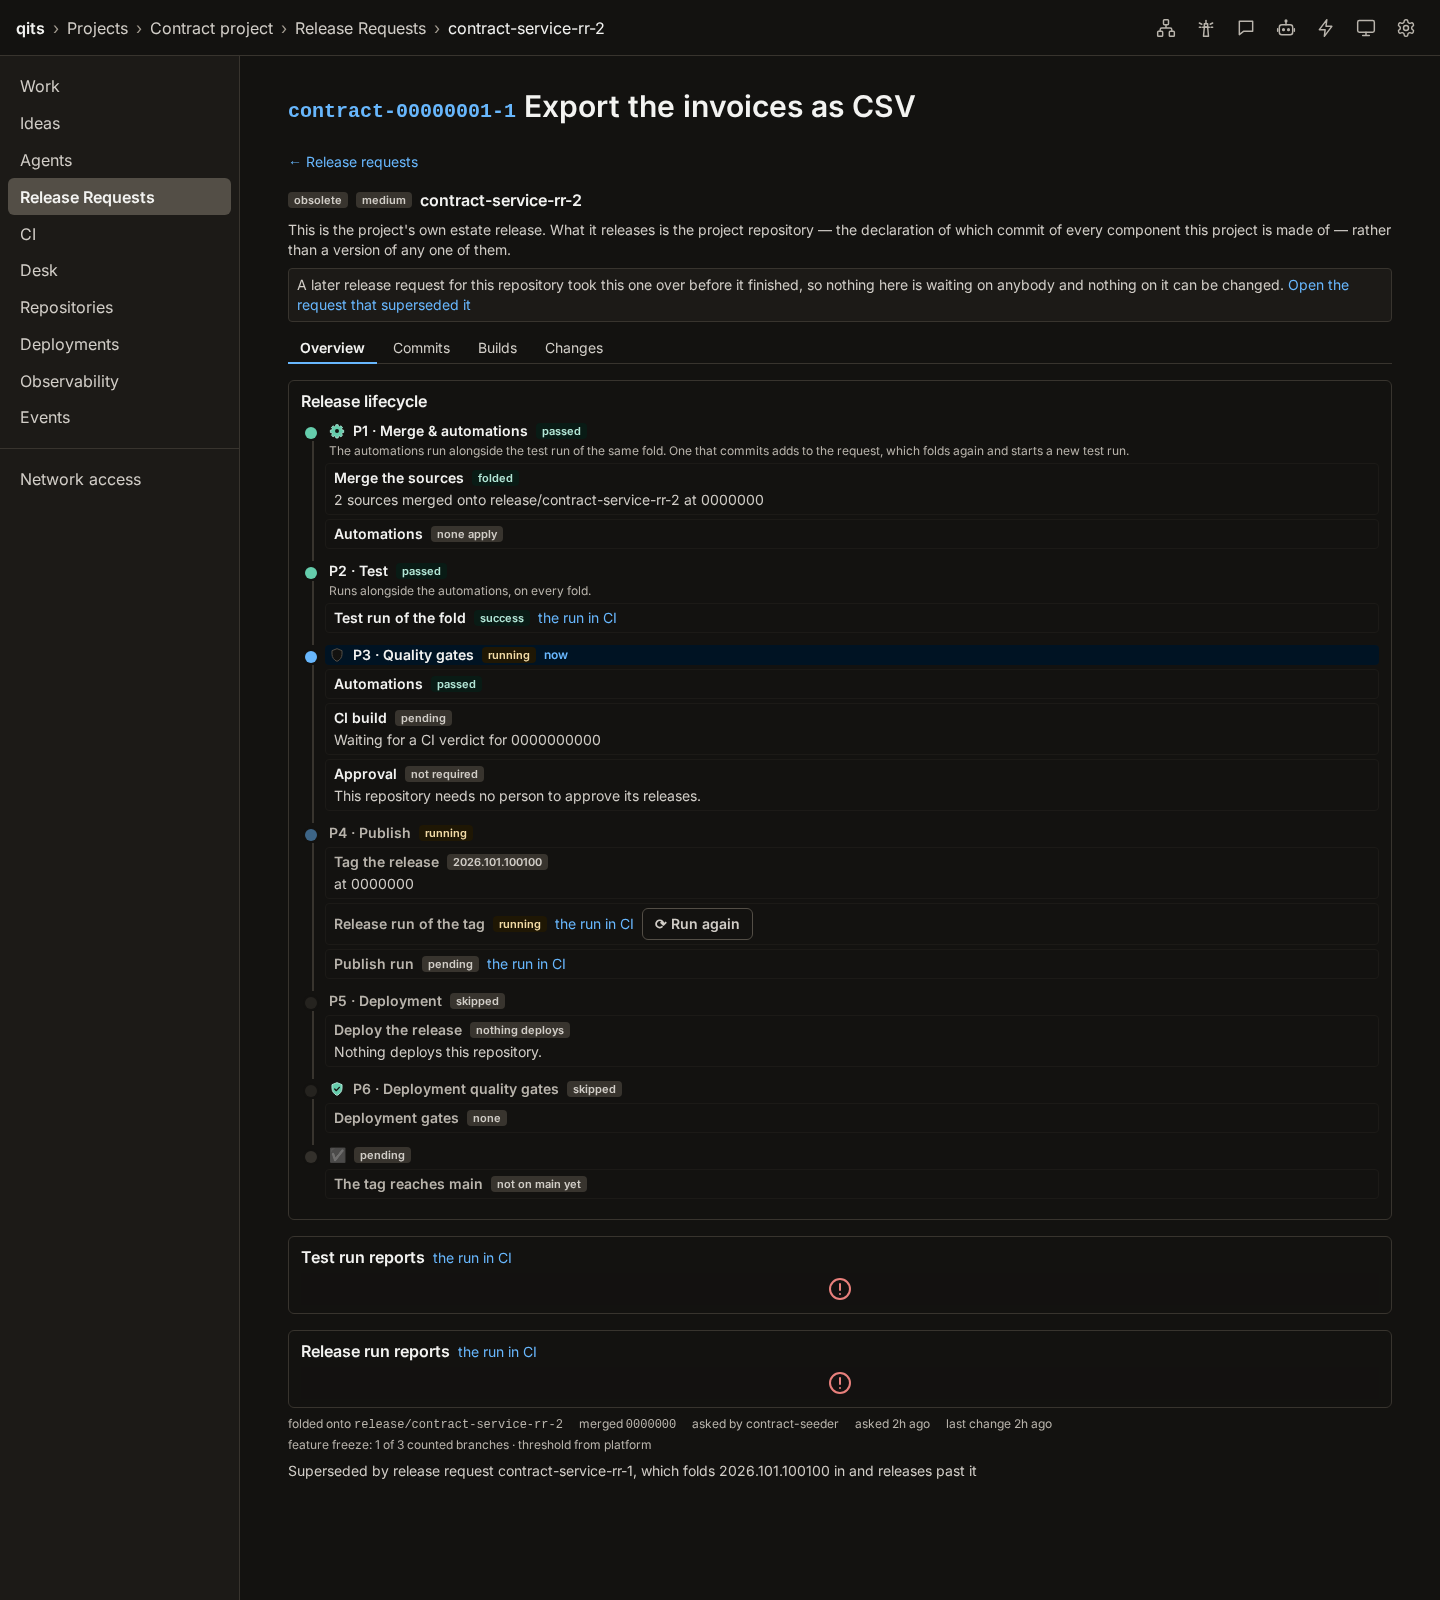 qits › Projects › Contract project › Release Requests › contract-service-rr-2
Work
Ideas
Agents
Release Requests
CI
Desk
Repositories
Deployments
Observability
Events
Network access
contract-00000001-1 Export the invoices as CSV
← Release requests
obsolete medium contract-service-rr-2
This is the project's own estate release. What it releases is the project repository — the declaration of which commit of every component this project is made of — rather
than a version of any one of them.
A later release request for this repository took this one over before it finished, so nothing here is waiting on anybody and nothing on it can be changed. Open the
request that superseded it
Overview Commits Builds Changes
Release lifecycle
P1 · Merge & automations passed
The automations run alongside the test run of the same fold. One that commits adds to the request, which folds again and starts a new test run.
Merge the sources folded
2 sources merged onto release/contract-service-rr-2 at 0000000
Automations none apply
P2 · Test passed
Runs alongside the automations, on every fold.
Test run of the fold success the run in CI
P3 · Quality gates running now
Automations passed
CI build pending
Waiting for a CI verdict for 0000000000
Approval not required
This repository needs no person to approve its releases.
P4 · Publish running
Tag the release 2026.101.100100
at 0000000
Release run of the tag running the run in CI ⟳ Run again
Publish run pending the run in CI
P5 · Deployment skipped
Deploy the release nothing deploys
Nothing deploys this repository.
P6 · Deployment quality gates skipped
Deployment gates none
☑ pending
The tag reaches main not on main yet
Test run reports the run in CI
Release run reports the run in CI
folded onto release/contract-service-rr-2 merged 0000000 asked by contract-seeder asked 2h ago last change 2h ago
feature freeze: 1 of 3 counted branches · threshold from platform
Superseded by release request contract-service-rr-1, which folds 2026.101.100100 in and releases past it